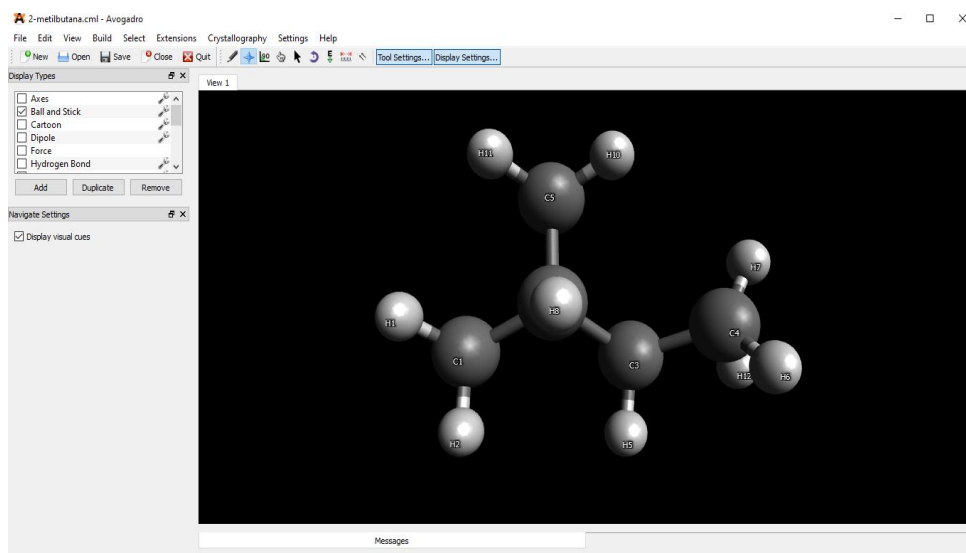 2-metilbutana.cml - Avogadro
File Edit View Build Select Extensions Crystallography Settings Help
New Open Save Close Quit Tool Settings... Display Settings...
Display Types
View 1
Axes
Ball and Stick
Cartoon
Dipole
Force
Hydrogen Bond
Add Duplicate Remove
Navigate Settings
Display visual cues
H11 H10
C5
H7
H8
H1
C4
C1 C3
H12 H6
H2 H5
Messages